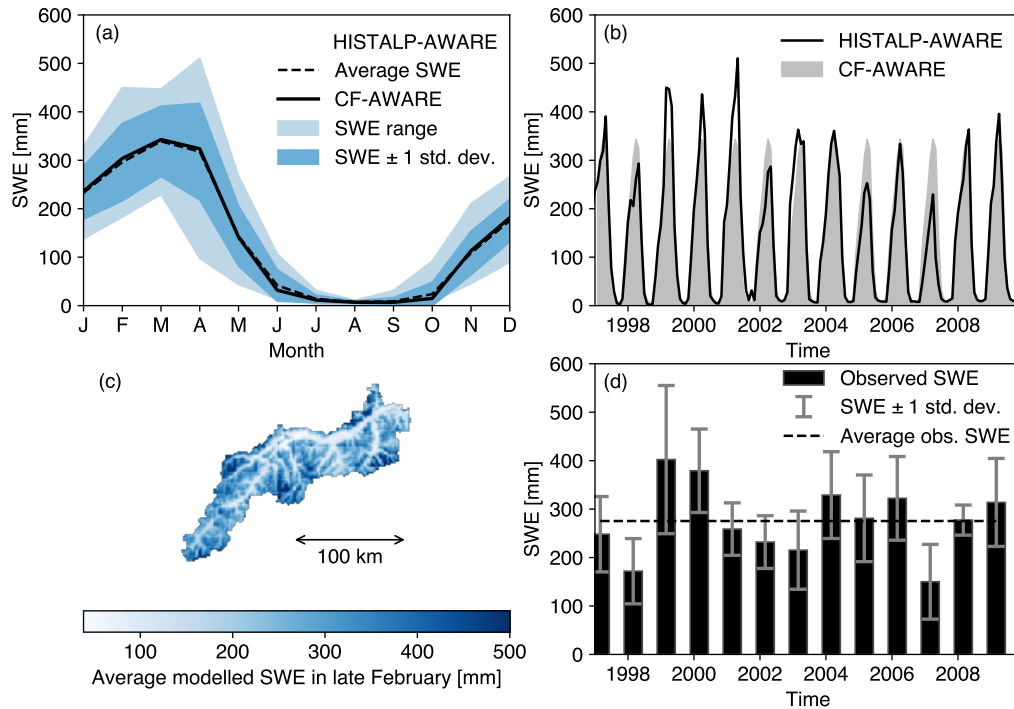 (a)
HISTALP-AWARE
Average SWE
CF-AWARE
SWE range
SWE ± 1 std. dev.
600
500
400
300
200
100
0
SWE [mm]
J F M A M J J A S O N D
Month
(b)
HISTALP-AWARE
CF-AWARE
600
500
400
300
200
100
0
SWE [mm]
1998 2000 2002 2004 2006 2008
Time
(c)
100 km
100 200 300 400 500
Average modelled SWE in late February [mm]
(d)
Observed SWE
SWE ± 1 std. dev.
Average obs. SWE
600
500
400
300
200
100
0
SWE [mm]
1998 2000 2002 2004 2006 2008
Time